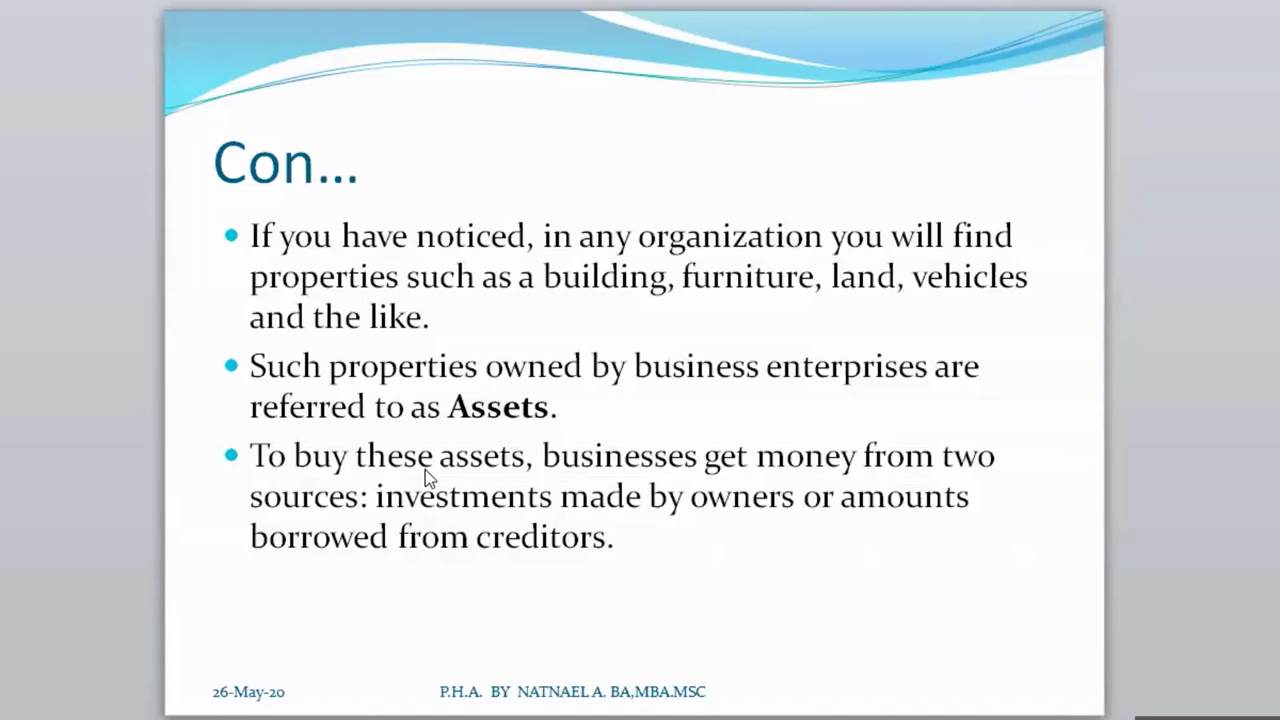 Con...
• If you have noticed, in any organization you will find
properties such as a building, furniture, land, vehicles
and the like.
• Such properties owned by business enterprises are
referred to as Assets.
• To buy these assets, businesses get money from two
sources: investments made by owners or amounts
borrowed from creditors.
26-May-20 P.H.A. BY NATNAEL A. BA,MBA.MSC